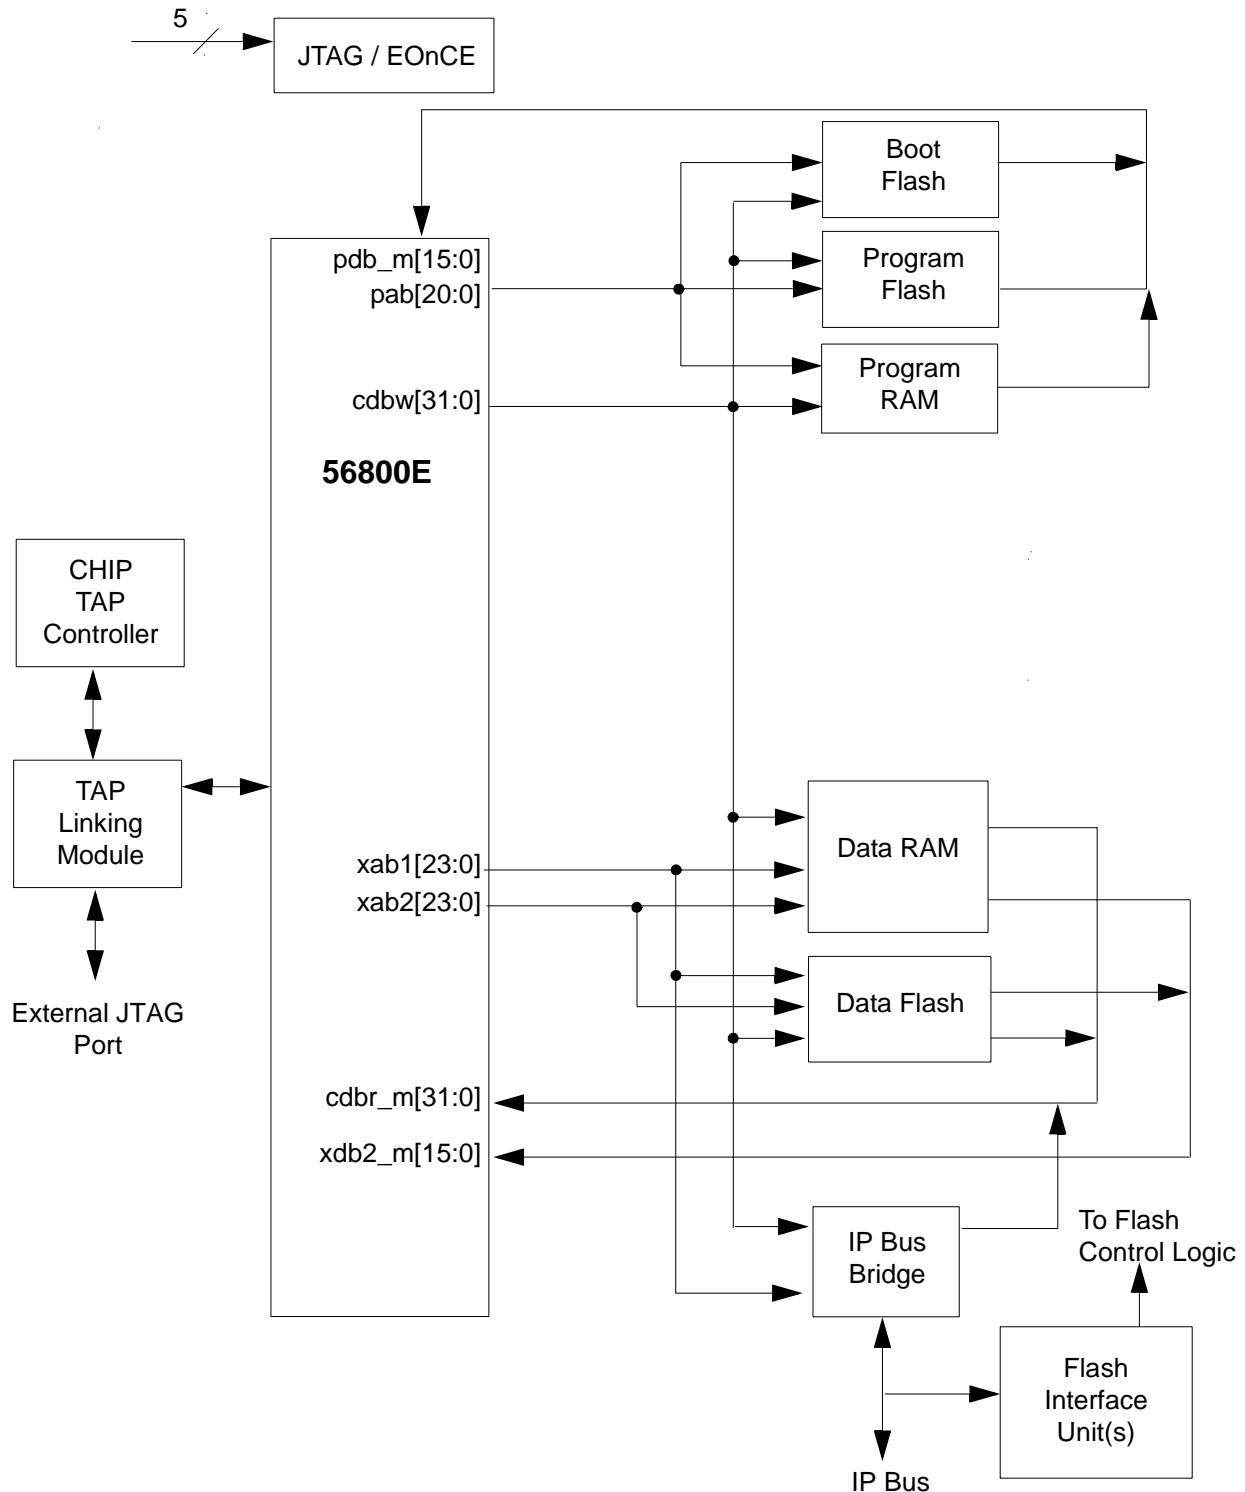 5
JTAG / EOnCE
Boot
Flash
pdb_m[15:0]
pab[20:0]
Program
Flash
Program
RAM
cdbw[31:0]
56800E
CHIP
TAP
Controller
TAP
Linking
Module
External JTAG
Port
xab1[23:0]
xab2[23:0]
Data RAM
Data Flash
cdbr_m[31:0]
xdb2_m[15:0]
IP Bus
Bridge
To Flash
Control Logic
Flash
Interface
Unit(s)
IP Bus